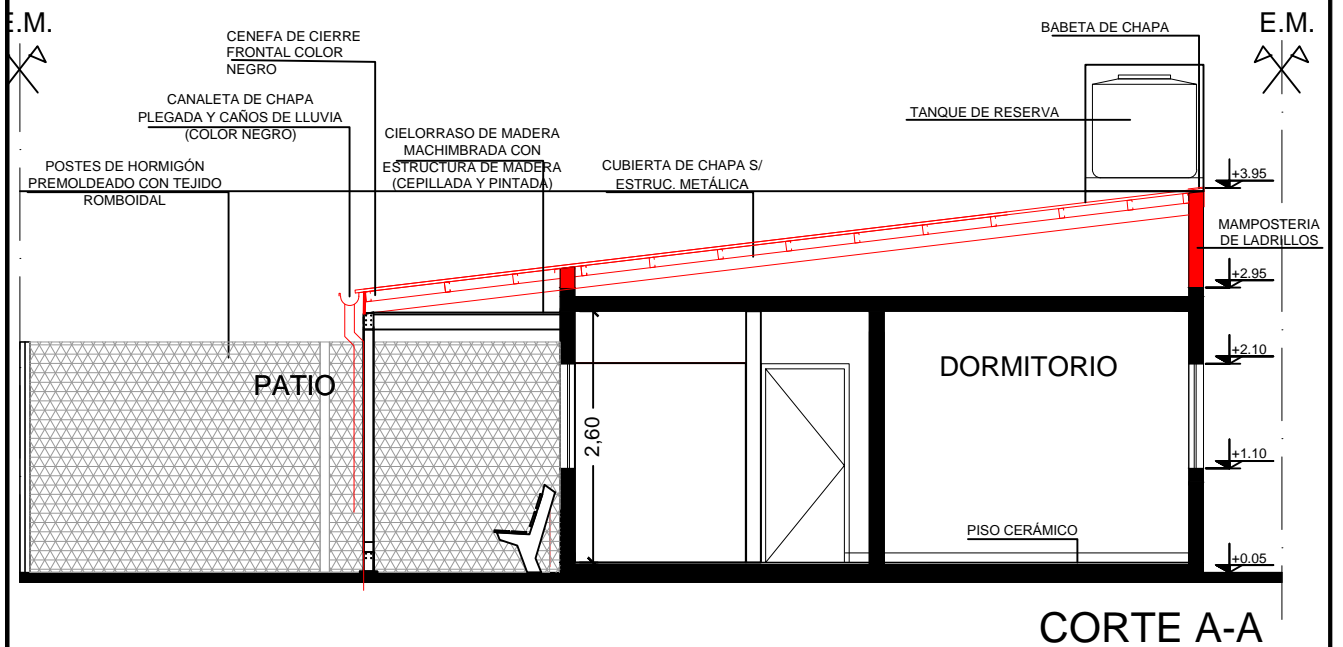 E.M.
E.M.
CENEFA DE CIERRE
FRONTAL COLOR
NEGRO
BABETA DE CHAPA
CANALETA DE CHAPA
PLEGADA Y CAÑOS DE LLUVIA
(COLOR NEGRO)
TANQUE DE RESERVA
CIELORRASO DE MADERA
MACHIMBRADA CON
ESTRUCTURA DE MADERA
(CEPILLADA Y PINTADA)
POSTES DE HORMIGÓN
PREMOLDEADO CON TEJIDO
ROMBOIDAL
CUBIERTA DE CHAPA S/
ESTRUC. METÁLICA
+3.95
MAMPOSTERIA
DE LADRILLOS
+2.95
+2.10
PATIO
DORMITORIO
2,60
+1.10
PISO CERÁMICO
+0.05
CORTE A-A